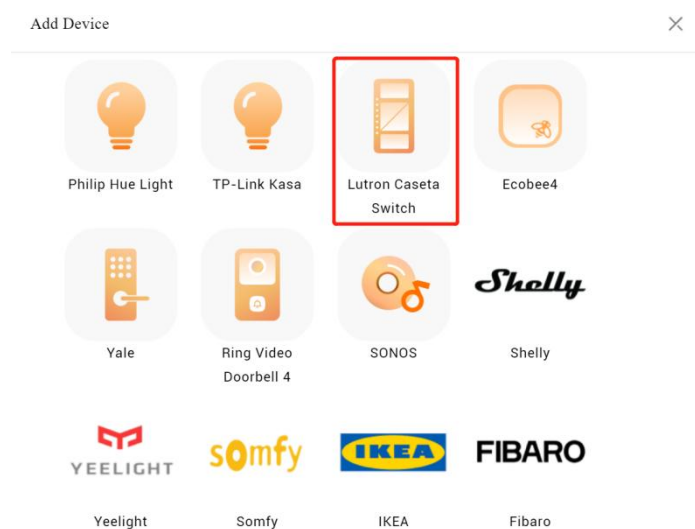 Add Device
Philip Hue Light
TP-Link Kasa
Lutron Caseta
Switch
Ecobee4
Yale
Ring Video
Doorbell 4
SONOS
Shelly
Shelly
YEELIGHT
somfy
IKEA
FIBARO
Yeelight
Somfy
IKEA
Fibaro